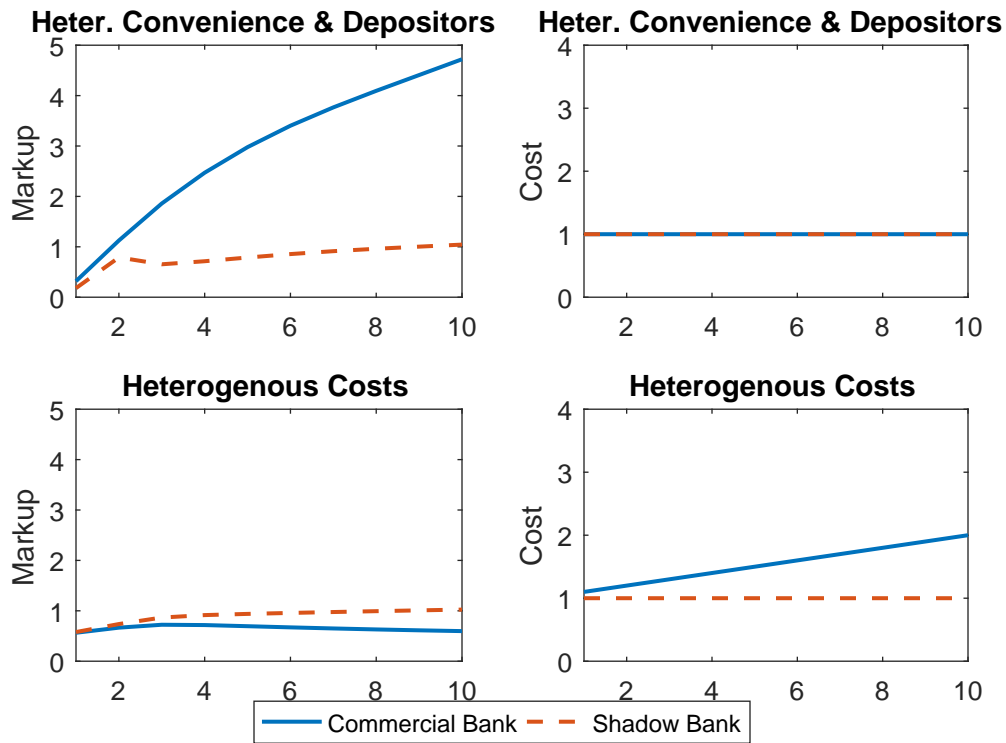 Heter. Convenience & Depositors
Markup
5
4
3
2
1
0
2 4 6 8 10
Heter. Convenience & Depositors
Cost
4
3
2
1
0
2 4 6 8 10
Heterogenous Costs
Markup
5
4
3
2
1
0
2 4 6 8 10
Heterogenous Costs
Cost
4
3
2
1
0
2 4 6 8 10
Commercial Bank Shadow Bank